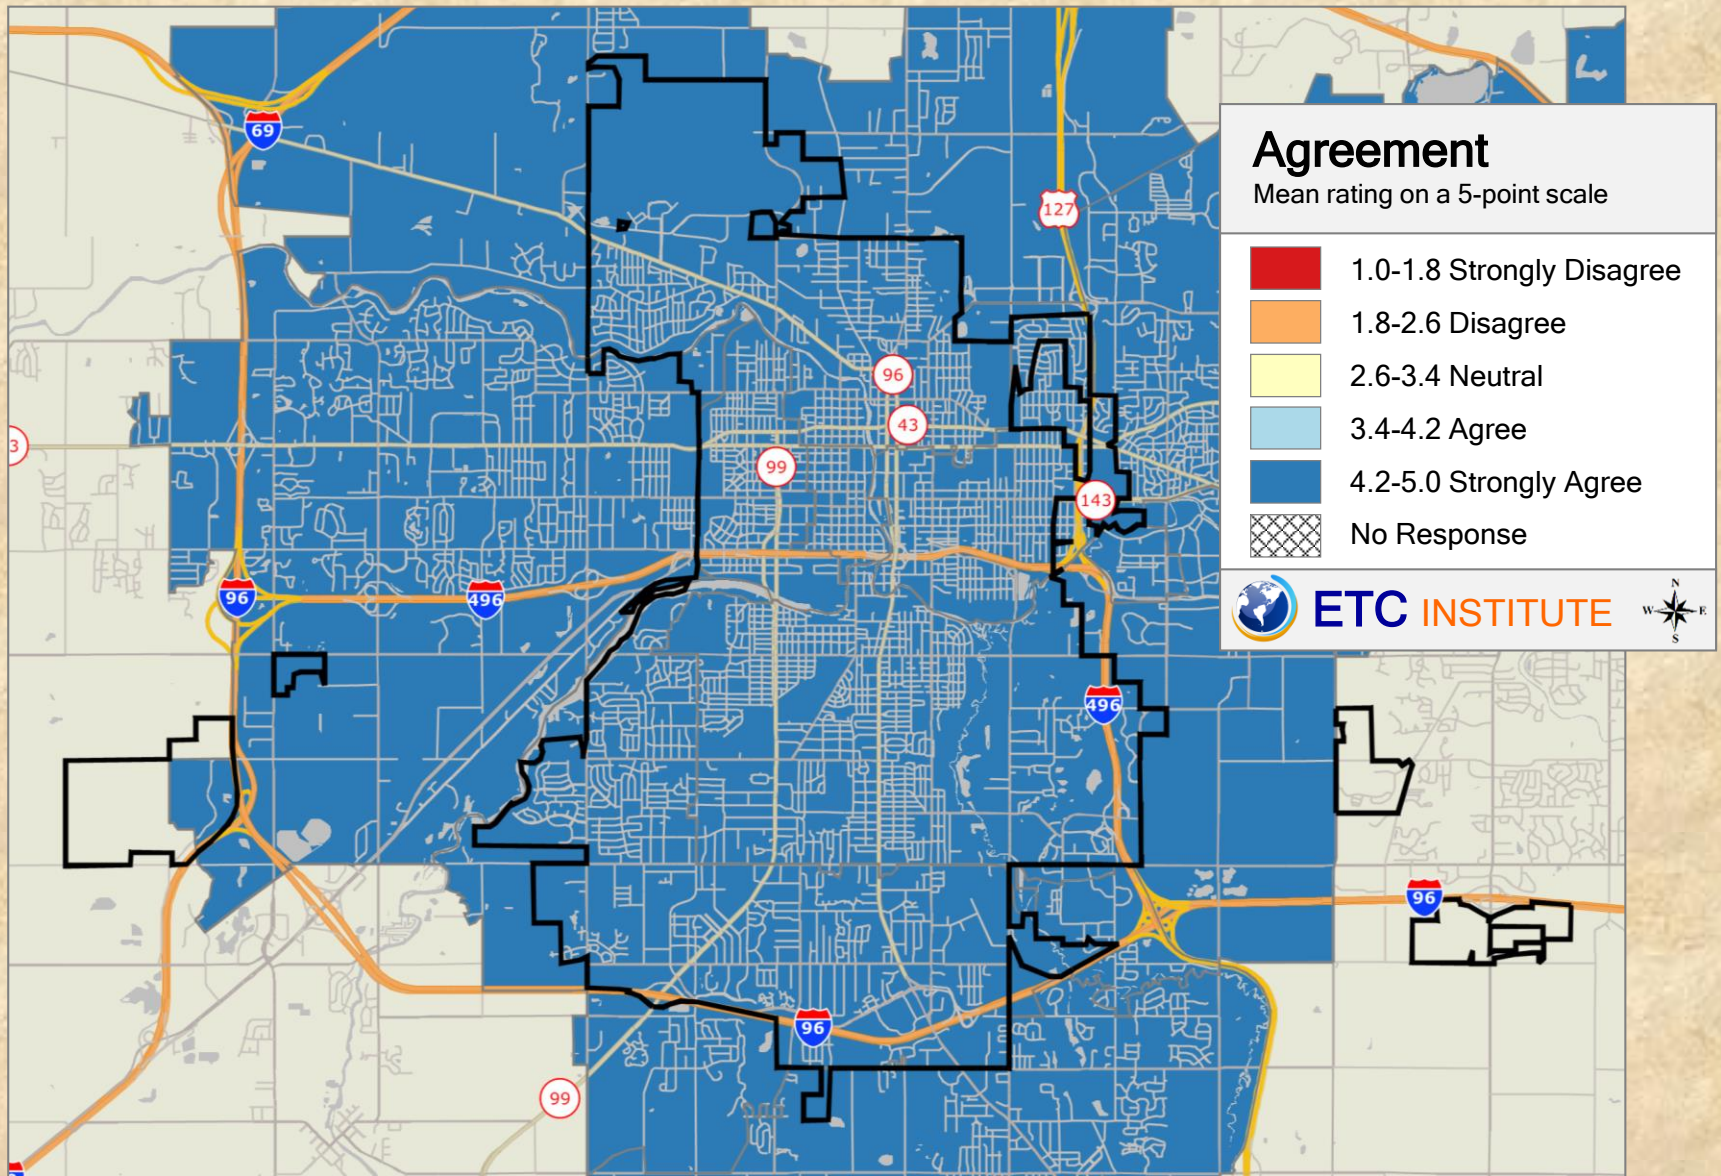 69
127
96
43
3
99
143
96
496
496
96
96
99
Agreement
Mean rating on a 5-point scale
1.0-1.8 Strongly Disagree
1.8-2.6 Disagree
2.6-3.4 Neutral
3.4-4.2 Agree
4.2-5.0 Strongly Agree
No Response
ETC INSTITUTE
N
W E
S